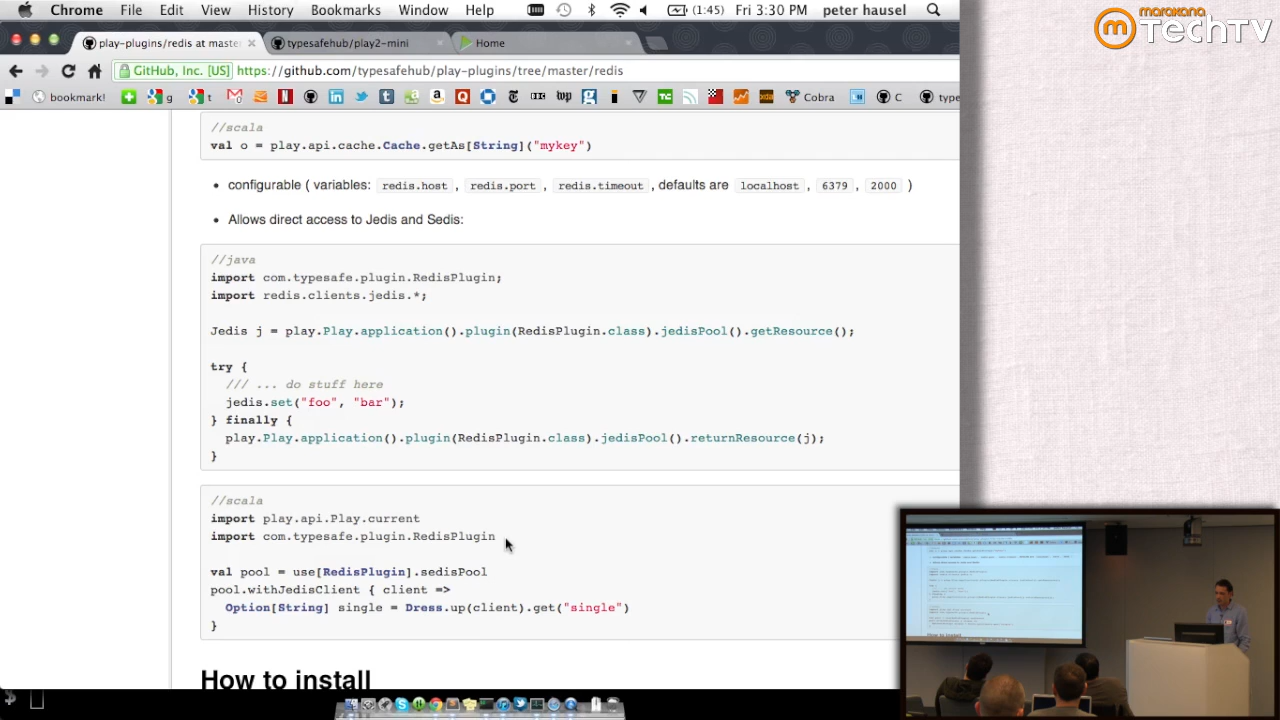 Chrome File Edit View History Bookmarks Window Help (1:45) Fri 3:30 PM peter hausel
marakana
TechTV
play-plugins/redis at master typesafehub/play2-mini Home
GitHub, Inc. [US] https://github.com/typesafehub/play-plugins/tree/master/redis
bookmark! g t Cobra C type
//scala
val o = play.api.cache.Cache.getAs[String]("mykey")
configurable ( variables: redis.host , redis.port , redis.timeout , defaults are localhost , 6379 , 2000 )
Allows direct access to Jedis and Sedis:
//java
import com.typesafe.plugin.RedisPlugin;
import redis.clients.jedis.*;
Jedis j = play.Play.application().plugin(RedisPlugin.class).jedisPool().getResource();
try {
/// ... do stuff here
jedis.set("foo", "bar");
} finally {
play.Play.application().plugin(RedisPlugin.class).jedisPool().returnResource(j);
}
//scala
import play.api.Play.current
import com.typesafe.plugin.RedisPlugin
val pool = use[RedisPlugin].sedisPool
pool.withJedisClient { client =>
Option[String] single = Dress.up(client).get("single")
}
How to install